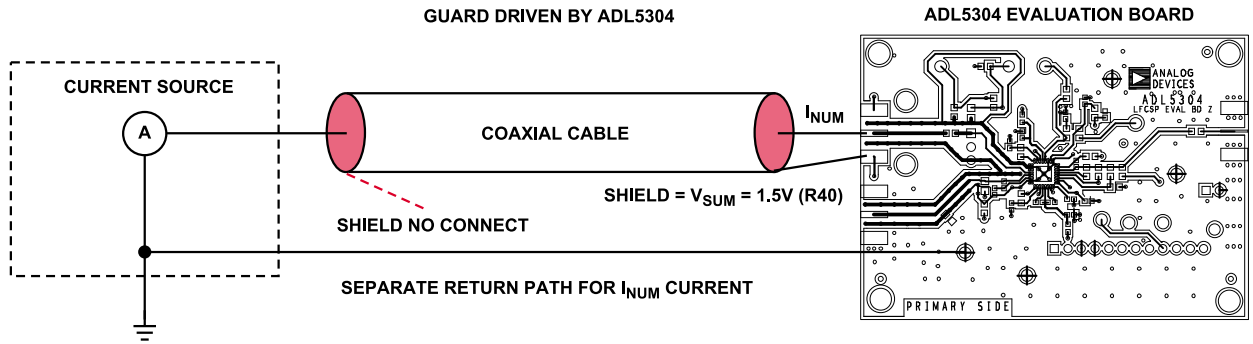 GUARD DRIVEN BY ADL5304
ADL5304 EVALUATION BOARD
CURRENT SOURCE
A
COAXIAL CABLE
INUM
SHIELD = VSUM = 1.5V (R40)
SHIELD NO CONNECT
SEPARATE RETURN PATH FOR INUM CURRENT
ANALOG
DEVICES
ADL5304
LFCSP EVAL BD Z
PRIMARY SIDE